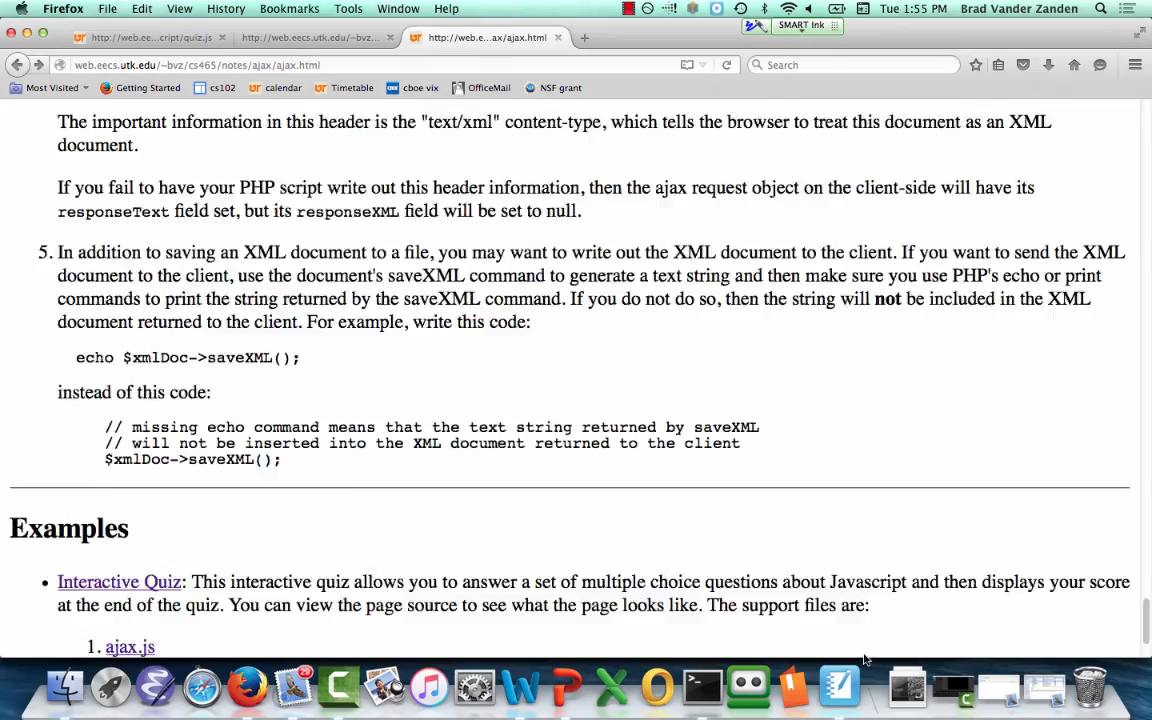 Firefox File Edit View History Bookmarks Tools Window Help Tue 1:55 PM Brad Vander Zanden
SMART Ink
http://web.ee...cript/quiz.js × http://web.eecs.utk.edu/~bvz... × http://web.e...ax/ajax.html ×
web.eecs.utk.edu/~bvz/cs465/notes/ajax/ajax.html Search
Most Visited Getting Started cs102 calendar Timetable cboe vix OfficeMail NSF grant
The important information in this header is the "text/xml" content-type, which tells the browser to treat this document as an XML
document.
If you fail to have your PHP script write out this header information, then the ajax request object on the client-side will have its
responseText field set, but its responseXML field will be set to null.
5. In addition to saving an XML document to a file, you may want to write out the XML document to the client. If you want to send the XML
document to the client, use the document's saveXML command to generate a text string and then make sure you use PHP's echo or print
commands to print the string returned by the saveXML command. If you do not do so, then the string will not be included in the XML
document returned to the client. For example, write this code:
echo $xmlDoc->saveXML();
instead of this code:
// missing echo command means that the text string returned by saveXML
// will not be inserted into the XML document returned to the client
$xmlDoc->saveXML();
Examples
• Interactive Quiz: This interactive quiz allows you to answer a set of multiple choice questions about Javascript and then displays your score
at the end of the quiz. You can view the page source to see what the page looks like. The support files are:
1. ajax.js
29